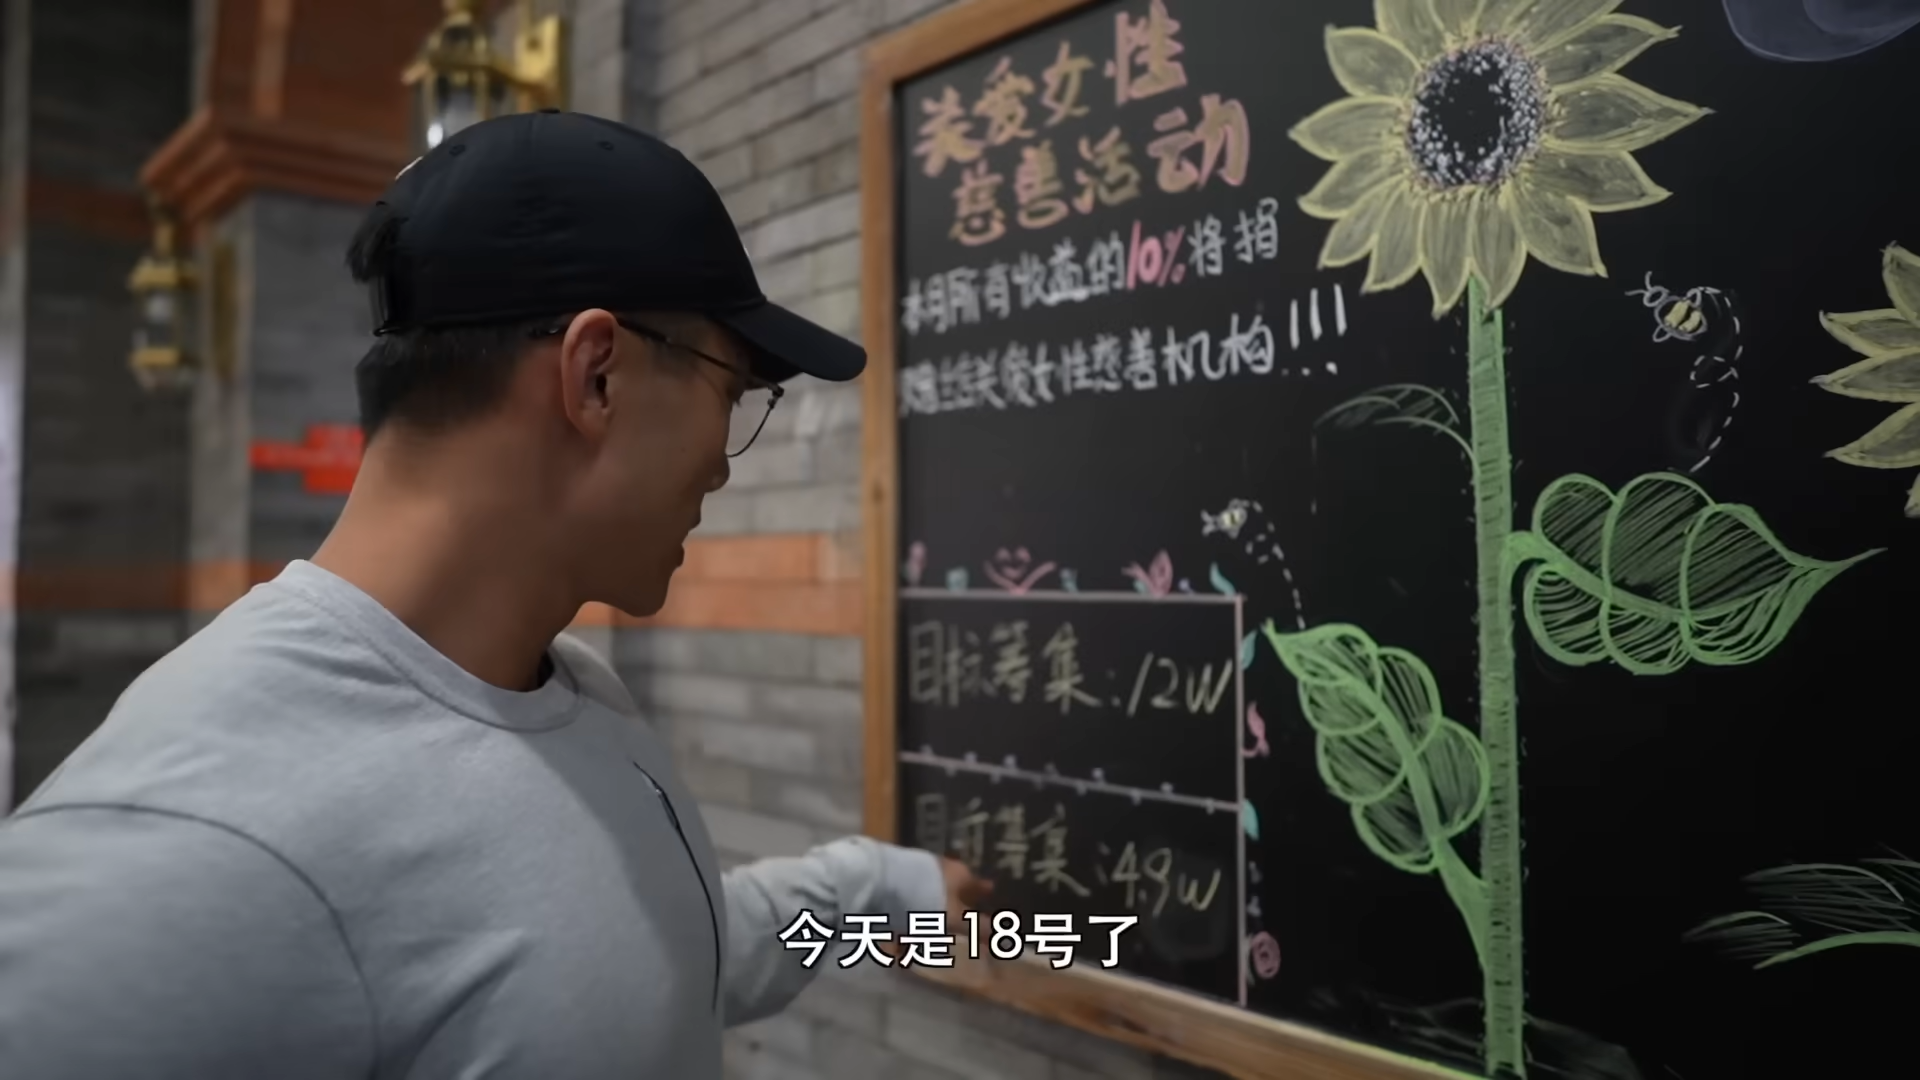 关爱女性
慈善活动
本月所有收益的10%将捐
赠给关爱女性慈善机构!!!
目标筹集:12W
目前筹集:4.9W
今天是18号了